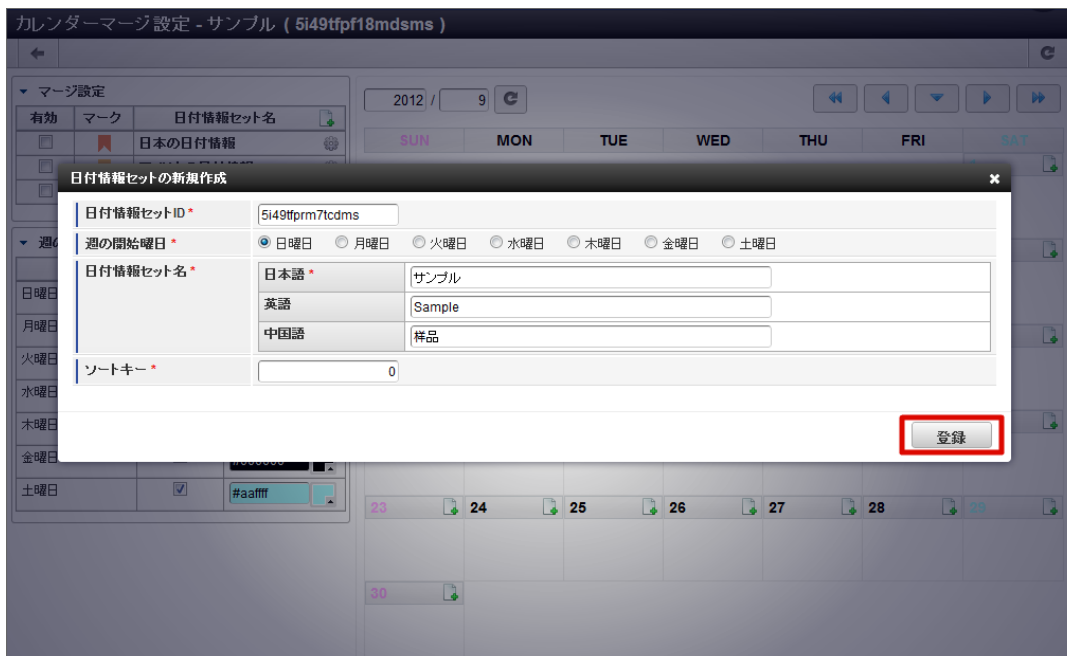 カレンダーマージ設定 - サンプル ( 5i49tfpf18mdsms )
マージ設定
有効 マーク 日付情報セット名
日本の日付情報
2012 / 9
SUN MON TUE WED THU FRI SAT
日付情報セットの新規作成
日付情報セットID *
5i49tfprm7tcdms
週の開始曜日 *
日曜日 月曜日 火曜日 水曜日 木曜日 金曜日 土曜日
日付情報セット名 *
日本語 *
サンプル
英語
Sample
中国語
样品
ソートキー *
0
登録
日曜日
月曜日
火曜日
水曜日
木曜日
金曜日
土曜日
#aaffff
23 24 25 26 27 28 29
30